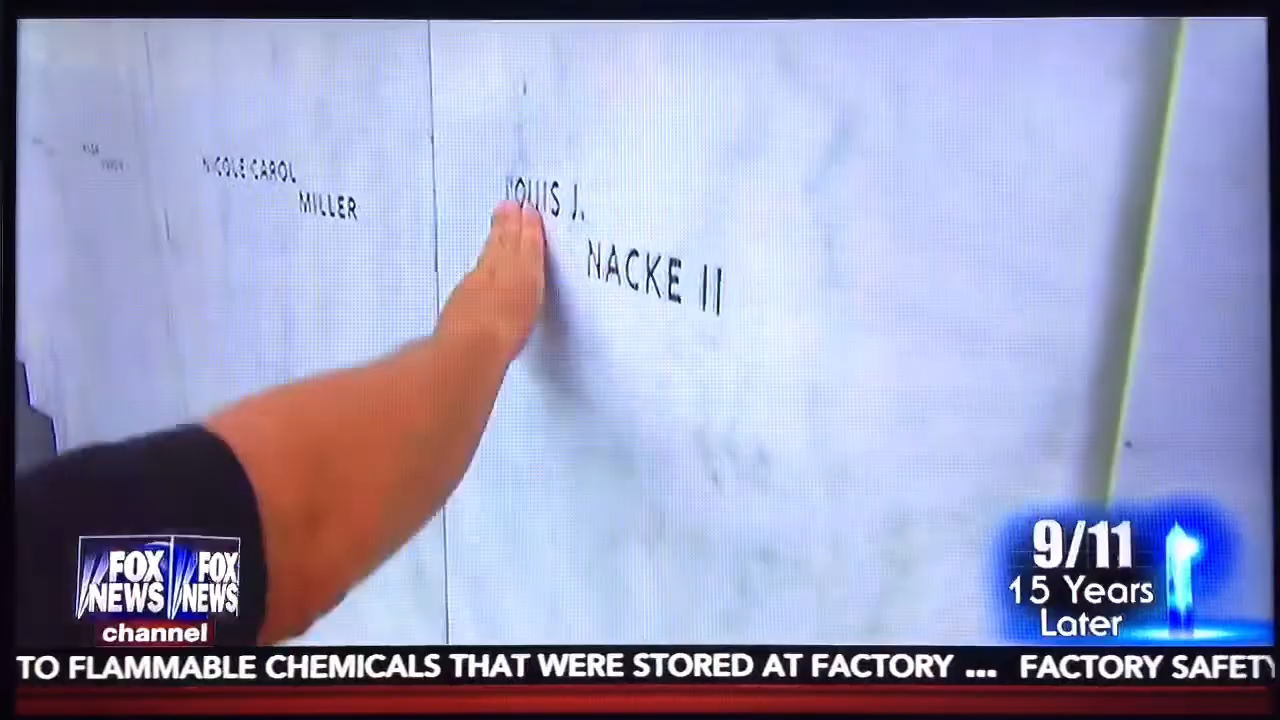 NICOLE CAROL
MILLER
LOUIS J.
NACKE II
9/11
15 Years
Later
FOX
NEWS
FOX
NEWS
channel
TO FLAMMABLE CHEMICALS THAT WERE STORED AT FACTORY ... FACTORY SAFETY